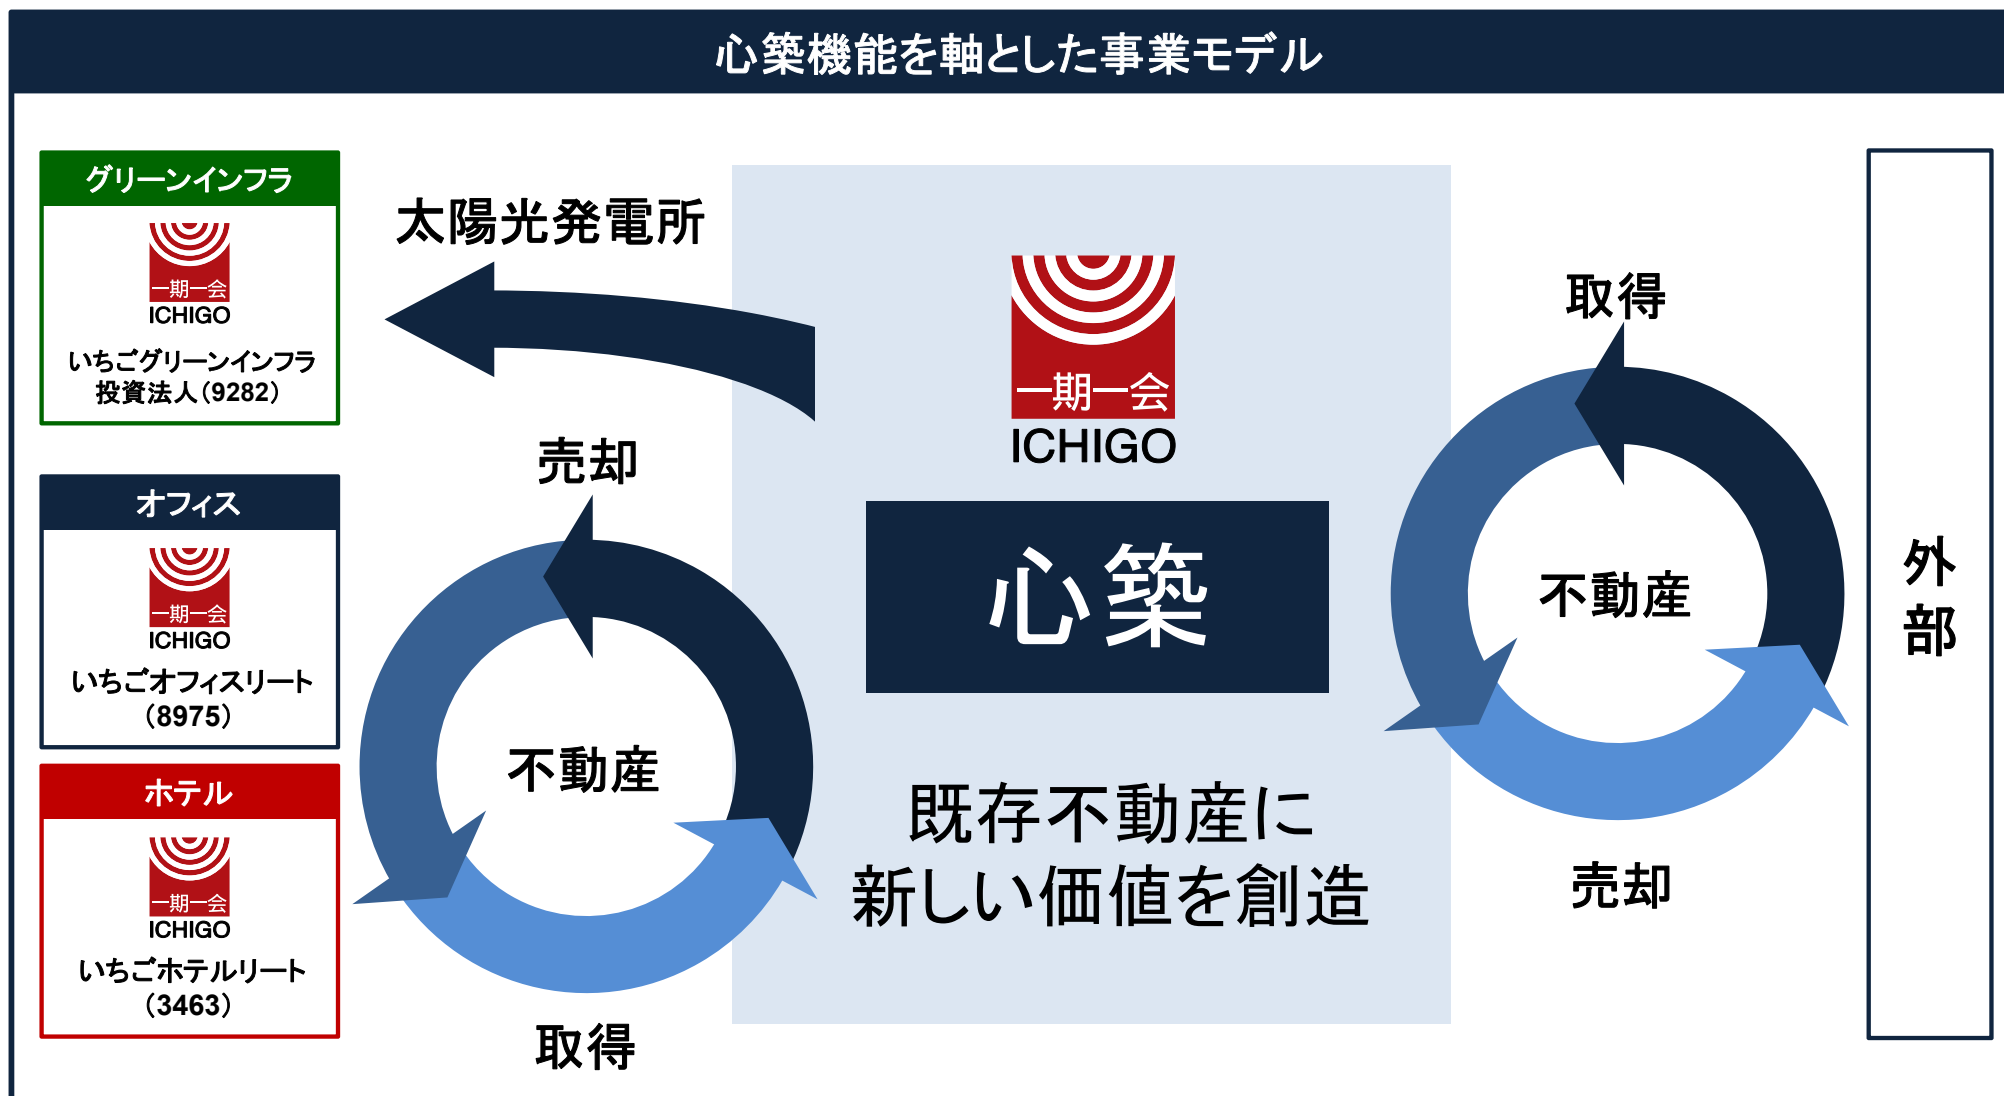 心築機能を軸とした事業モデル
グリーンインフラ
一期一会
ICHIGO
いちごグリーンインフラ
投資法人(9282)
オフィス
一期一会
ICHIGO
いちごオフィスリート
(8975)
ホテル
一期一会
ICHIGO
いちごホテルリート
(3463)
太陽光発電所
売却
不動産
取得
一期一会
ICHIGO
心築
既存不動産に
新しい価値を創造
取得
不動産
売却
外
部